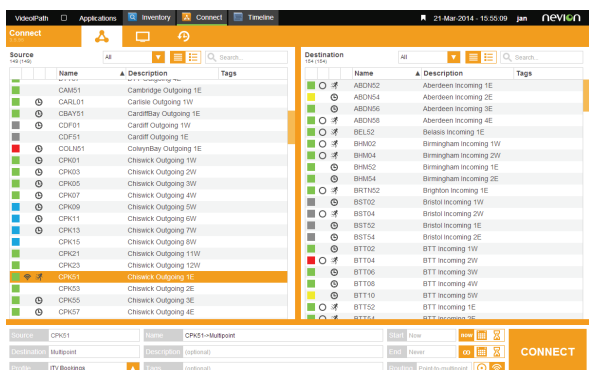 VideoIPath Applications Inventory Connect Timeline 21-Mar-2014 - 15:55:09 jan nevion
Connect
Source All Search...
149 (149)
Name Description Tags
CAM51 Cambridge Outgoing 1E
CARL01 Carlisle Outgoing 1W
CBAY51 CardiffBay Outgoing 1E
CDF01 Cardiff Outgoing 1W
CDF51 Cardiff Outgoing 1E
COLN51 ColwynBay Outgoing 1E
CPK01 Chiswick Outgoing 1W
CPK03 Chiswick Outgoing 2W
CPK05 Chiswick Outgoing 3W
CPK07 Chiswick Outgoing 4W
CPK09 Chiswick Outgoing 5W
CPK11 Chiswick Outgoing 6W
CPK13 Chiswick Outgoing 7W
CPK15 Chiswick Outgoing 8W
CPK21 Chiswick Outgoing 11W
CPK23 Chiswick Outgoing 12W
CPK51 Chiswick Outgoing 1E
CPK53 Chiswick Outgoing 2E
CPK55 Chiswick Outgoing 3E
CPK57 Chiswick Outgoing 4E
Destination All Search...
154 (154)
Name Description Tags
ABDN52 Aberdeen Incoming 1E
ABDN54 Aberdeen Incoming 2E
ABDN56 Aberdeen Incoming 3E
ABDN58 Aberdeen Incoming 4E
BEL52 Belasis Incoming 1E
BHM02 Birmingham Incoming 1W
BHM04 Birmingham Incoming 2W
BHM52 Birmingham Incoming 1E
BHM54 Birmingham Incoming 2E
BRTN52 Brighton Incoming 1E
BST02 Bristol Incoming 1W
BST04 Bristol Incoming 2W
BST52 Bristol Incoming 1E
BST54 Bristol Incoming 2E
BTT02 BTT Incoming 1W
BTT04 BTT Incoming 2W
BTT06 BTT Incoming 3W
BTT08 BTT Incoming 4W
BTT10 BTT Incoming 5W
BTT52 BTT Incoming 1E
Source CPK51 Name CPK51->Multipoint Start Now now
Destination Multipoint Description (optional) End Never CONNECT
Profile ITV Bookings Tags (optional) Routing Point-to-multipoint